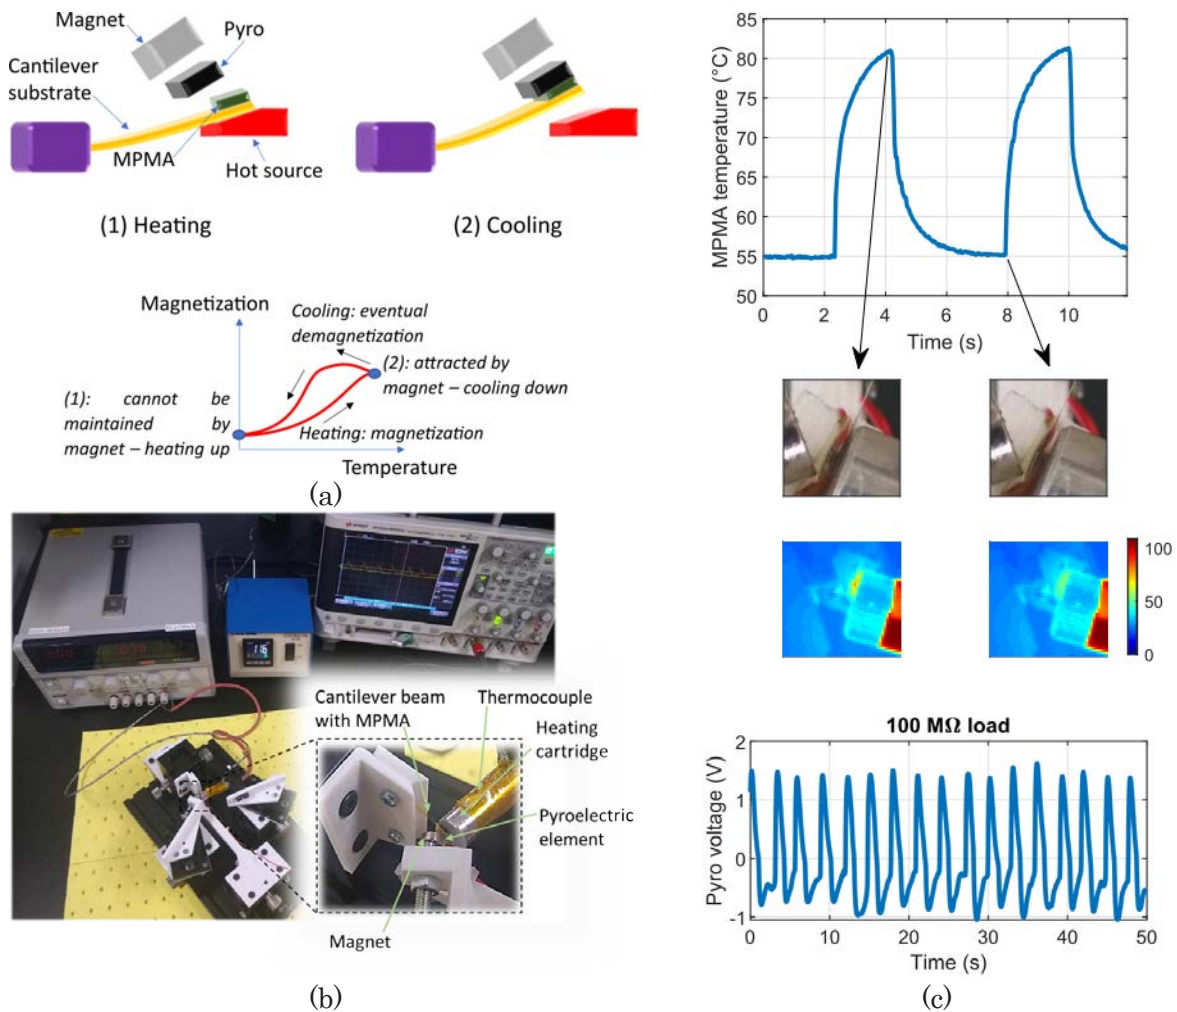 Magnet
Pyro
Cantilever
substrate
MPMA
Hot source
(1) Heating
(2) Cooling
Magnetization
Cooling: eventual
demagnetization
(2): attracted by
magnet – cooling down
(1): cannot be
maintained by
magnet – heating up
Heating: magnetization
Temperature
(a)
116
Cantilever beam
with MPMA
Thermocouple
Heating
cartridge
Pyroelectric
element
Magnet
(b)
MPMA temperature (°C)
85
80
75
70
65
60
55
50
0 2 4 6 8 10
Time (s)
100
50
0
100 MΩ load
Pyro voltage (V)
2
1
0
-1
0 10 20 30 40 50
Time (s)
(c)